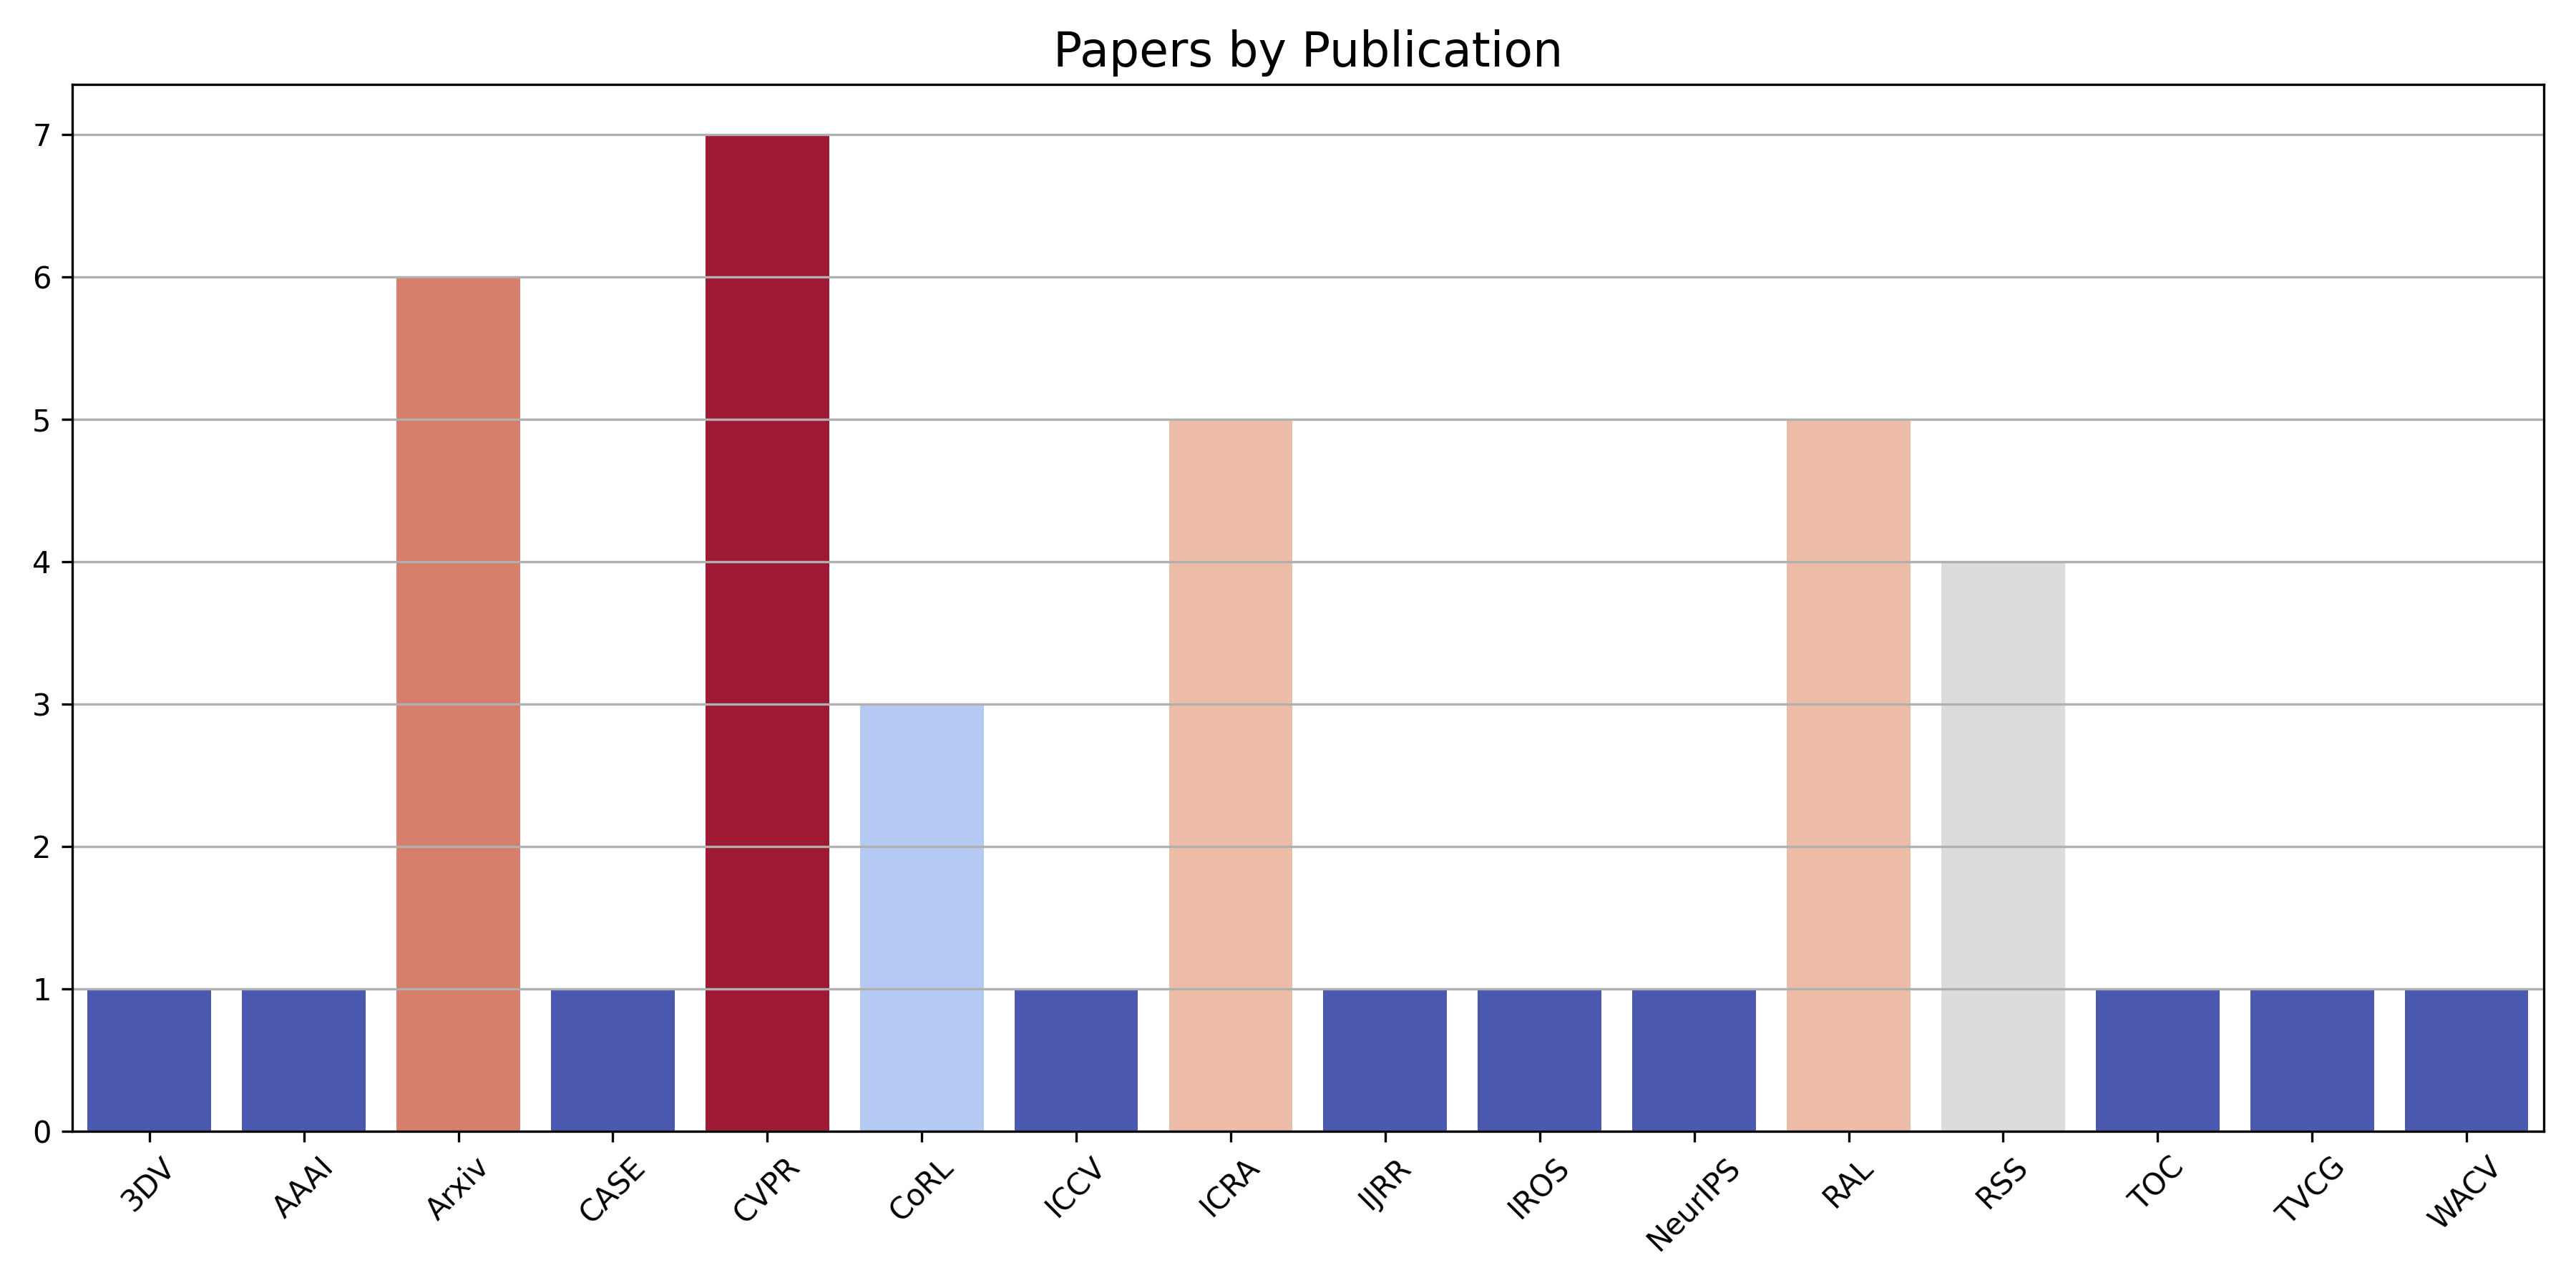 Papers by Publication
7
6
5
4
3
2
1
0
3DV
AAAI
Arxiv
CASE
CVPR
CoRL
ICCV
ICRA
IJRR
IROS
NeurIPS
RAL
RSS
TOC
TVCG
WACV